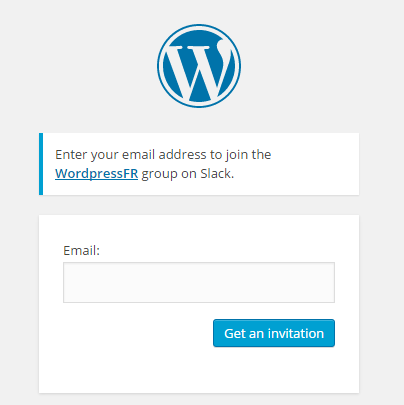 Enter your email address to join the
WordpressFR group on Slack.
Email:
Get an invitation